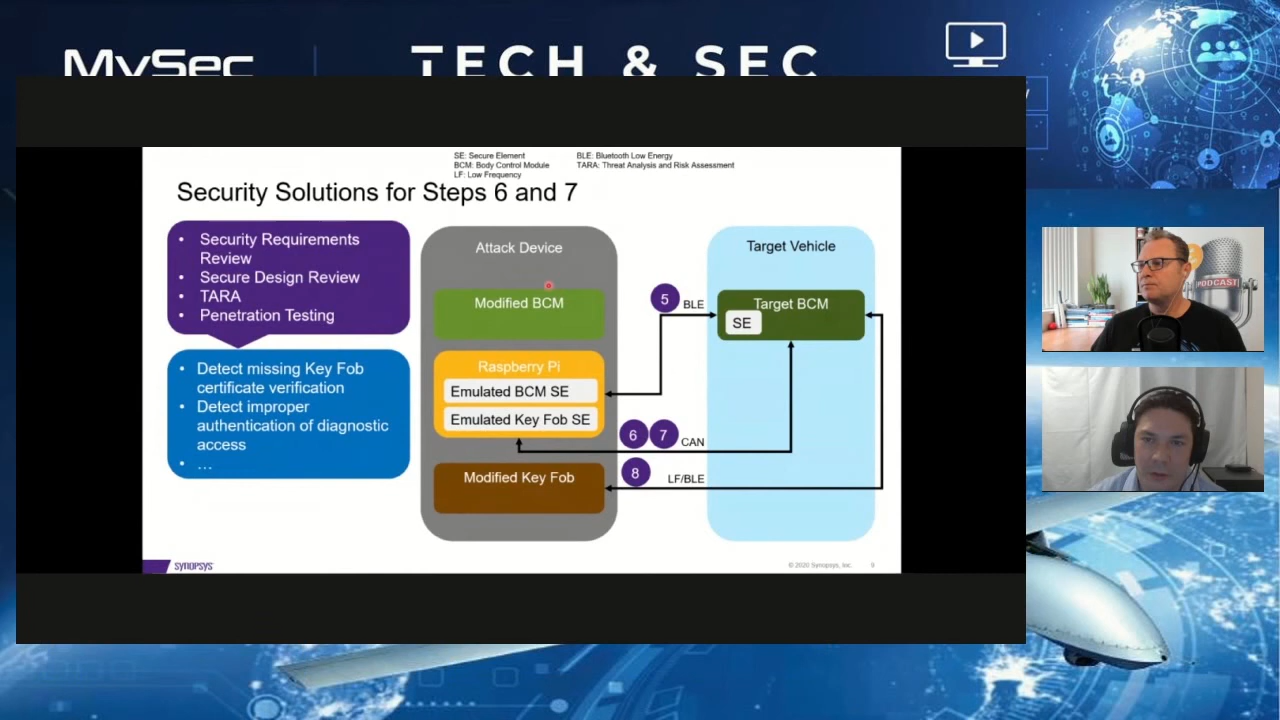 MySec
TECH & SEC
SE: Secure Element
BLE: Bluetooth Low Energy
BCM: Body Control Module
TARA: Threat Analysis and Risk Assessment
LF: Low Frequency
Security Solutions for Steps 6 and 7
• Security Requirements
Review
• Secure Design Review
• TARA
• Penetration Testing
• Detect missing Key Fob
certificate verification
• Detect improper
authentication of diagnostic
access
• …
Attack Device
Modified BCM
Raspberry Pi
Emulated BCM SE
Emulated Key Fob SE
Modified Key Fob
5
BLE
6
7
CAN
8
LF/BLE
Target Vehicle
Target BCM
SE
SYNOPSYS
© 2020 Synopsys, Inc.
9
PODCAST